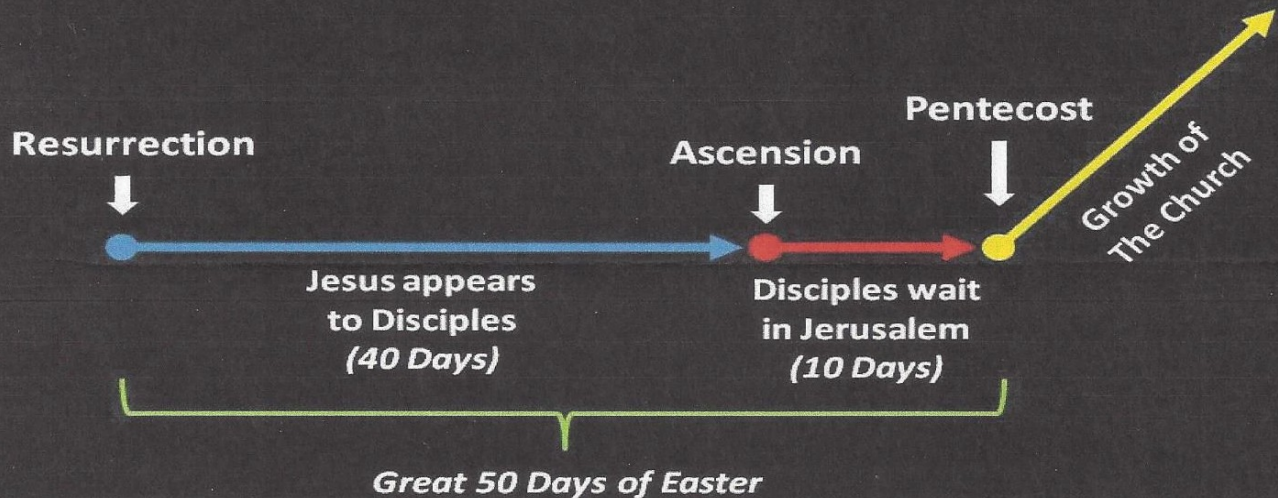 Resurrection
Ascension
Pentecost
Growth of
The Church
Jesus appears
to Disciples
(40 Days)
Disciples wait
in Jerusalem
(10 Days)
Great 50 Days of Easter